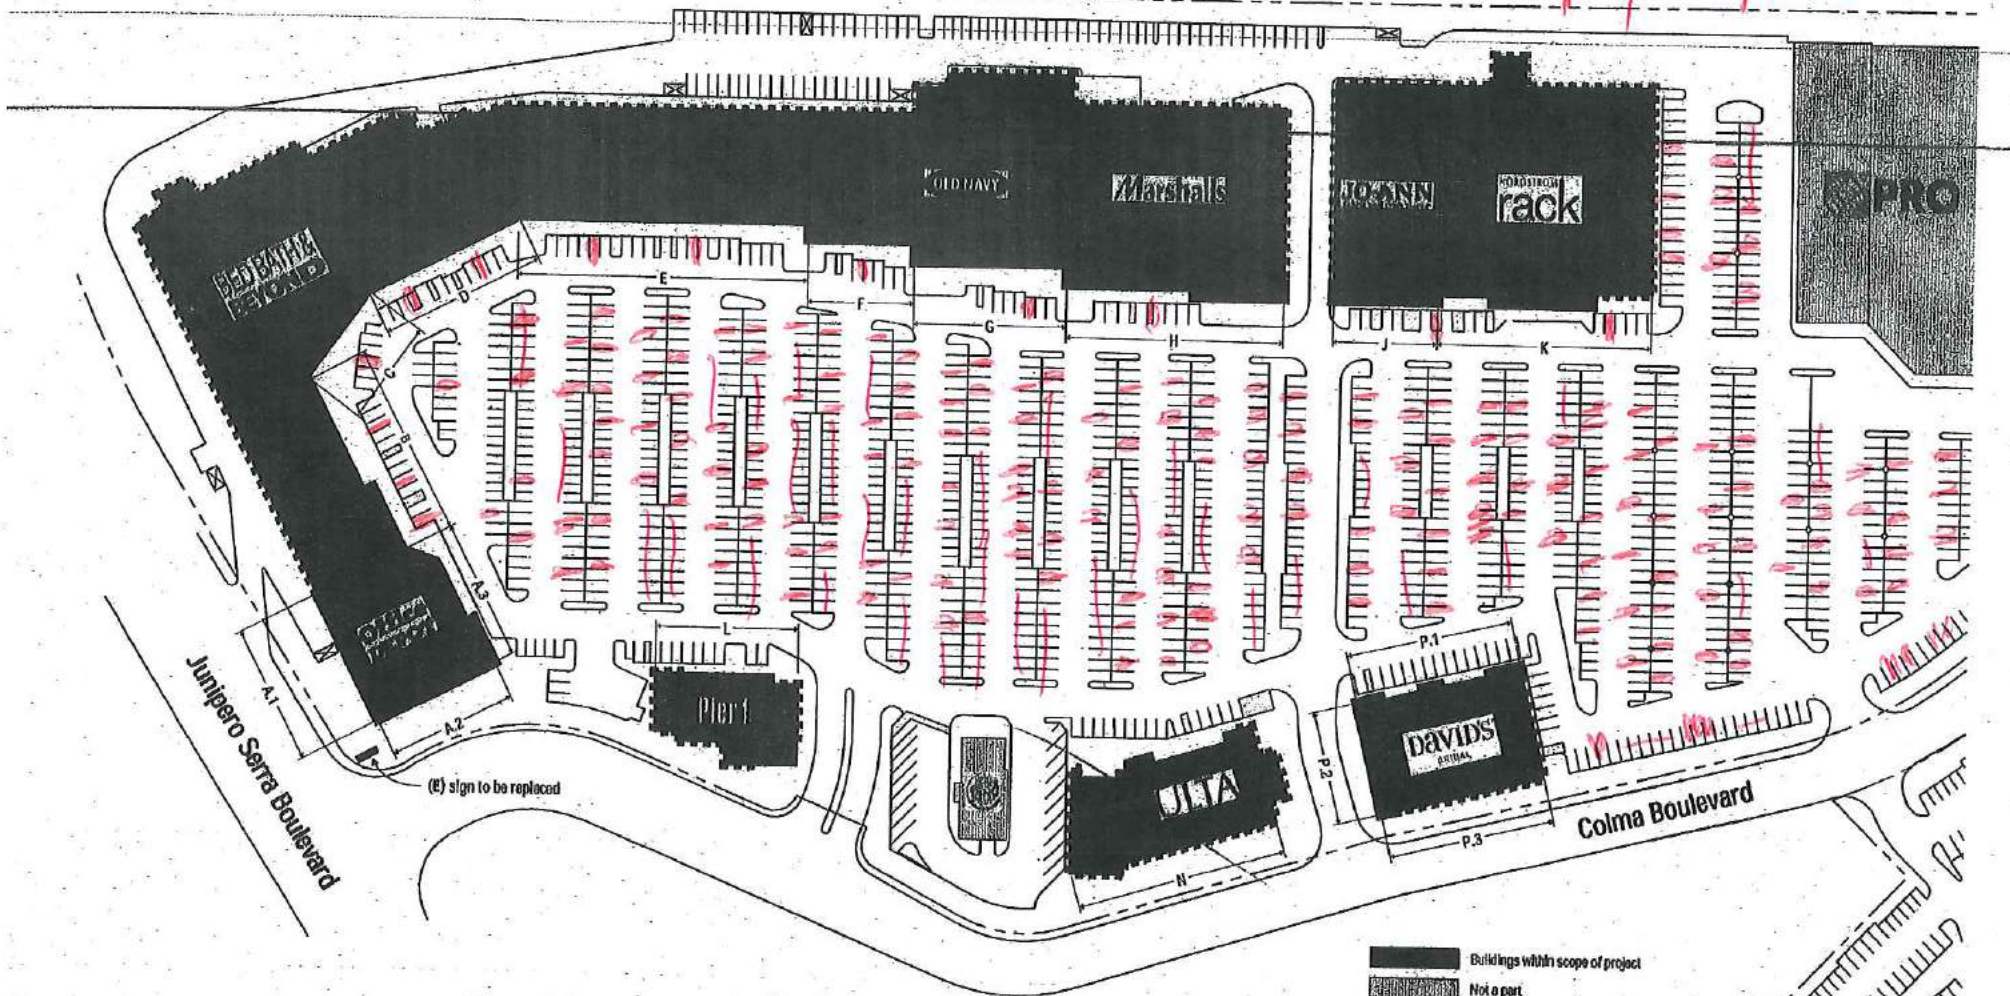 OLD NAVY
Marshalls
JO-ANN
NORDSTROM
rack
PRO
BED BATH &
BEYOND
E
D
F
G
H
J
K
C
B
A.3
L
P.1
A.1
A.2
Pier 1
DAVID'S
BRIDAL
P.2
ULTA
N
P.3
Junipero Serra Boulevard
(E) sign to be replaced
Colma Boulevard
Buildings within scope of project
Not a part